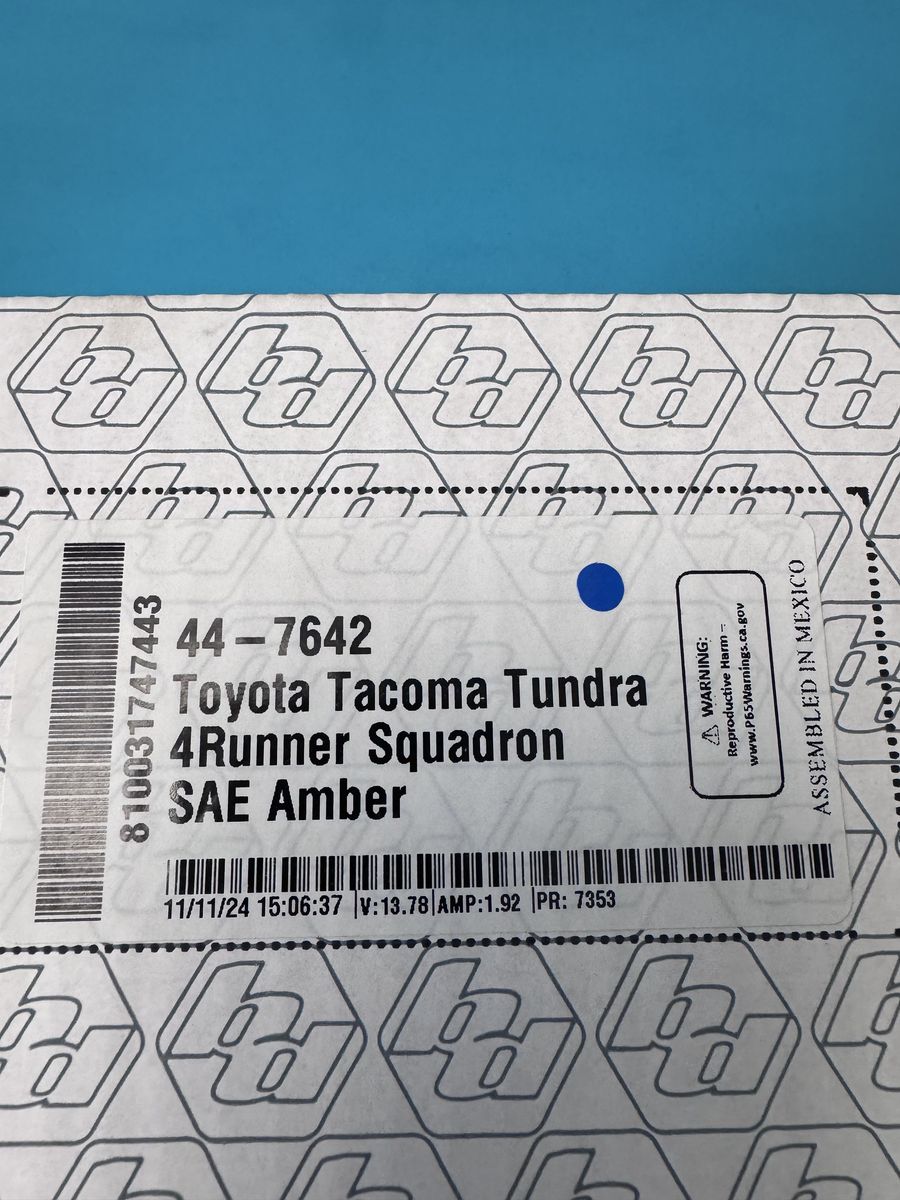 44-7642
Toyota Tacoma Tundra
4Runner Squadron
SAE Amber
810031747443
11/11/24 15:06:37 |V:13.78|AMP:1.92 |PR: 7353
⚠ WARNING:
Reproductive Harm –
www.P65Warnings.ca.gov
ASSEMBLED IN MEXICO